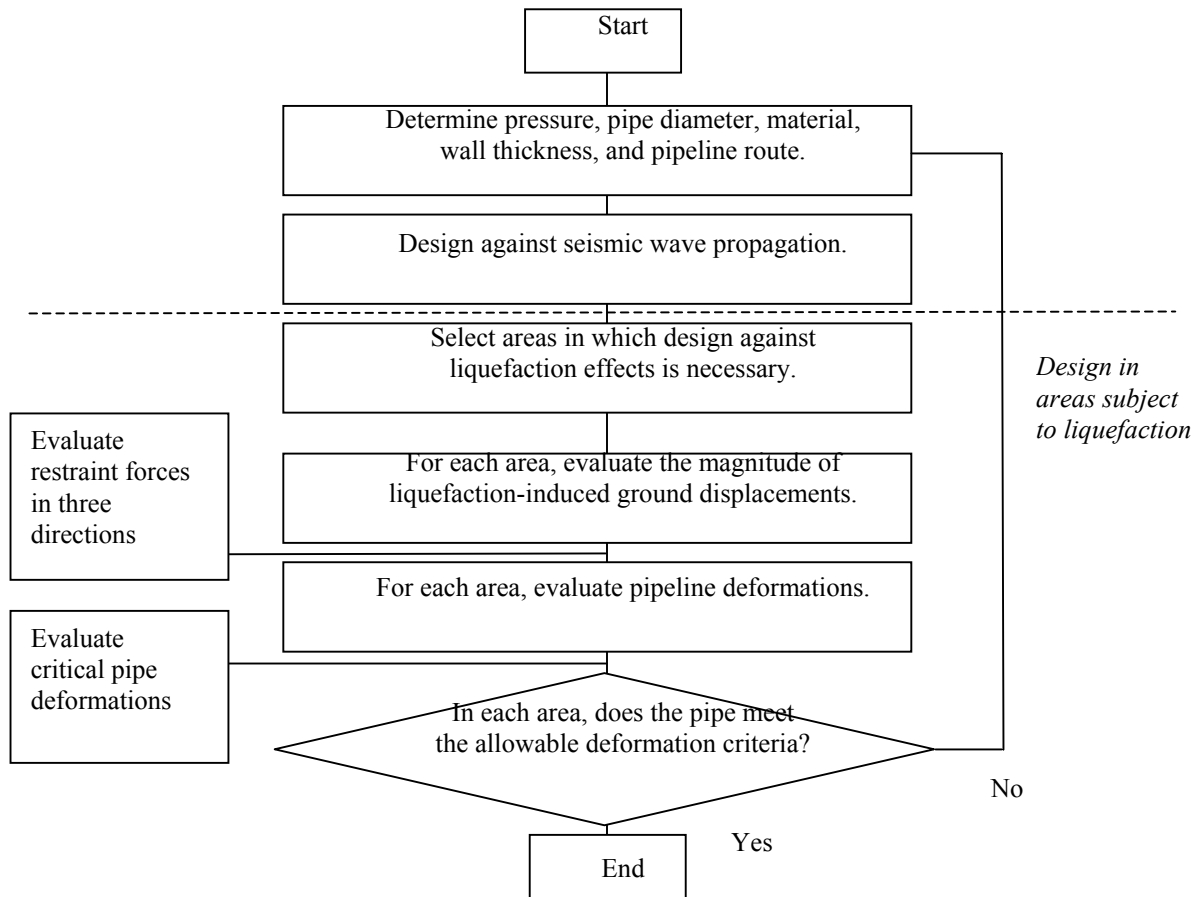 Start
Determine pressure, pipe diameter, material,
wall thickness, and pipeline route.
Design against seismic wave propagation.
Select areas in which design against
liquefaction effects is necessary.
Design in
areas subject
to liquefaction
Evaluate
restraint forces
in three
directions
For each area, evaluate the magnitude of
liquefaction-induced ground displacements.
For each area, evaluate pipeline deformations.
Evaluate
critical pipe
deformations
In each area, does the pipe meet
the allowable deformation criteria?
No
Yes
End